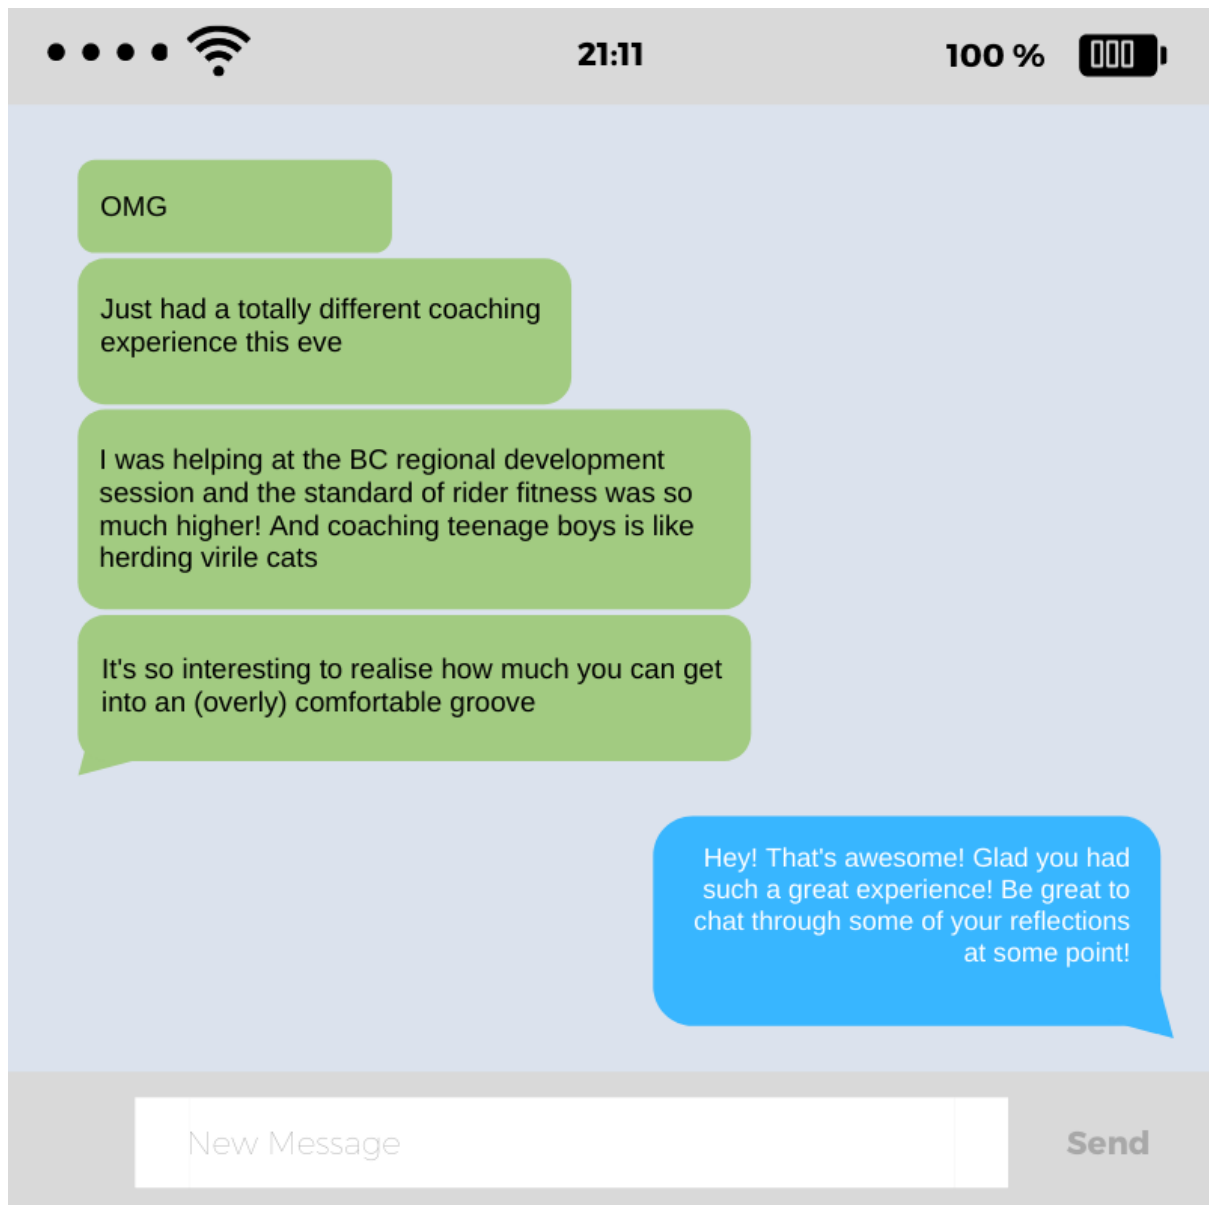 21:11
100 %
OMG
Just had a totally different coaching
experience this eve
I was helping at the BC regional development
session and the standard of rider fitness was so
much higher! And coaching teenage boys is like
herding virile cats
It's so interesting to realise how much you can get
into an (overly) comfortable groove
Hey! That's awesome! Glad you had
such a great experience! Be great to
chat through some of your reflections
at some point!
New Message
Send